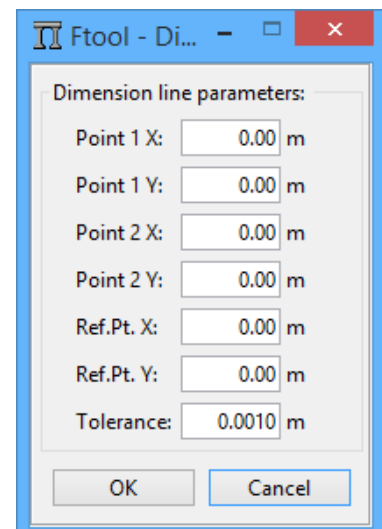 Ftool - Di...
Dimension line parameters:
Point 1 X: 0.00 m
Point 1 Y: 0.00 m
Point 2 X: 0.00 m
Point 2 Y: 0.00 m
Ref.Pt. X: 0.00 m
Ref.Pt. Y: 0.00 m
Tolerance: 0.0010 m
OK Cancel